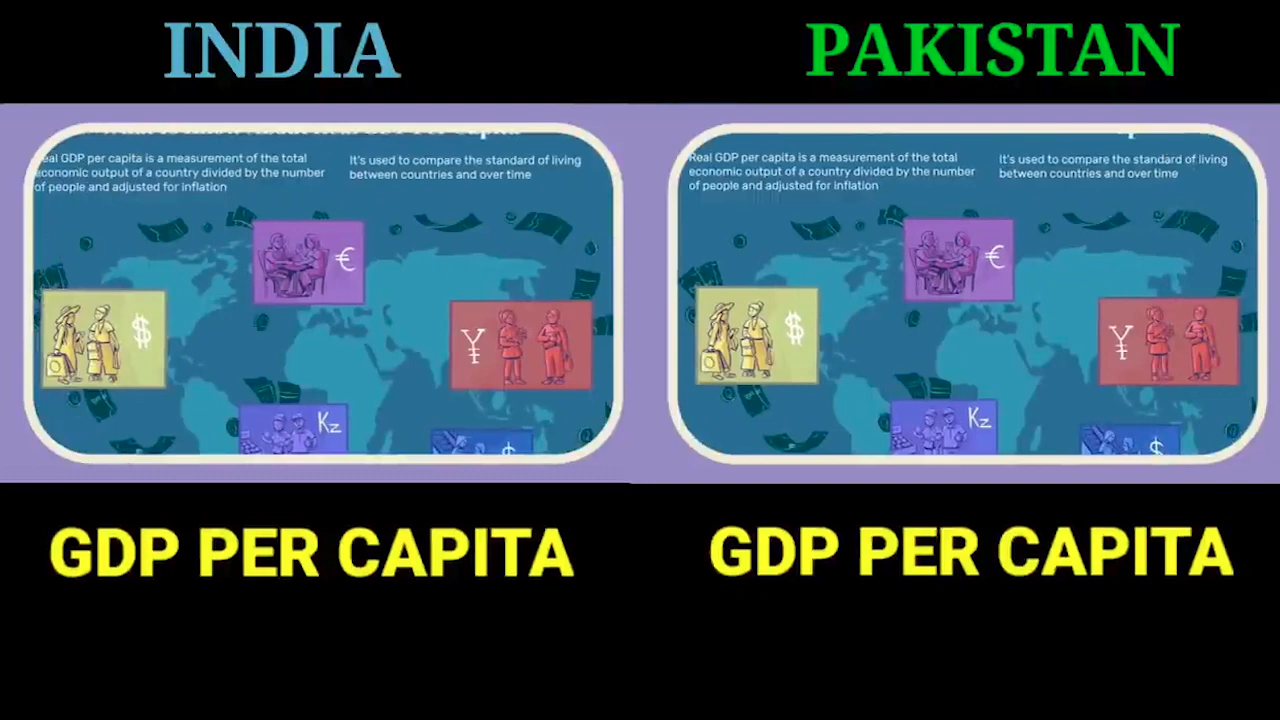 INDIA
PAKISTAN
eal GDP per capita is a measurement of the total
economic output of a country divided by the number
of people and adjusted for inflation
It's used to compare the standard of living
between countries and over time
€
$
¥
Kz
$
Real GDP per capita is a measurement of the total
economic output of a country divided by the number
of people and adjusted for inflation
It's used to compare the standard of living
between countries and over time
€
$
¥
Kz
$
GDP PER CAPITA
GDP PER CAPITA